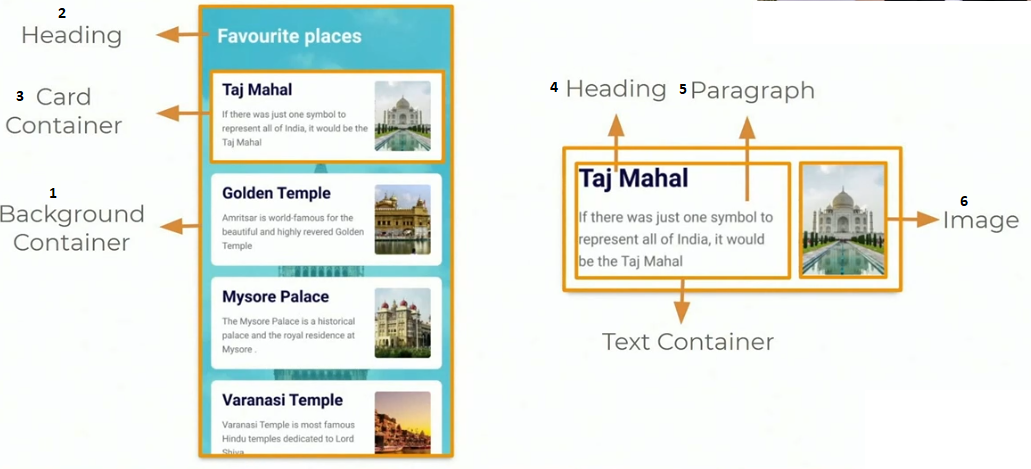 2
Heading
3 Card
Container
1
Background
Container
Favourite places
Taj Mahal
If there was just one symbol to
represent all of India, it would be the
Taj Mahal
Golden Temple
Amritsar is world-famous for the
beautiful and highly revered Golden
Temple
Mysore Palace
The Mysore Palace is a historical
palace and the royal residence at
Mysore .
Varanasi Temple
Varanasi Temple is most famous
Hindu temples dedicated to Lord
Shiva
4 Heading
5 Paragraph
Taj Mahal
If there was just one symbol to
represent all of India, it would
be the Taj Mahal
6
Image
Text Container